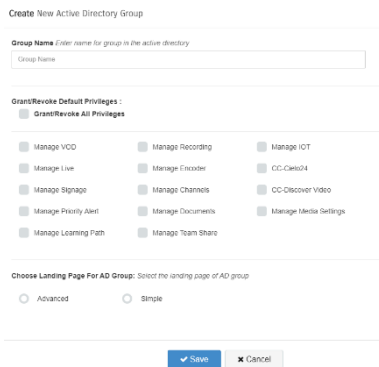 Create New Active Directory Group
Group Name Enter name for group in the active directory
Group Name
Grant/Revoke Default Privileges :
Grant/Revoke All Privileges
Manage VOD Manage Recording Manage IOT
Manage Live Manage Encoder CC-Cielo24
Manage Signage Manage Channels CC-Discover Video
Manage Priority Alert Manage Documents Manage Media Settings
Manage Learning Path Manage Team Share
Choose Landing Page For AD Group: Select the landing page of AD group
Advanced Simple
Save Cancel